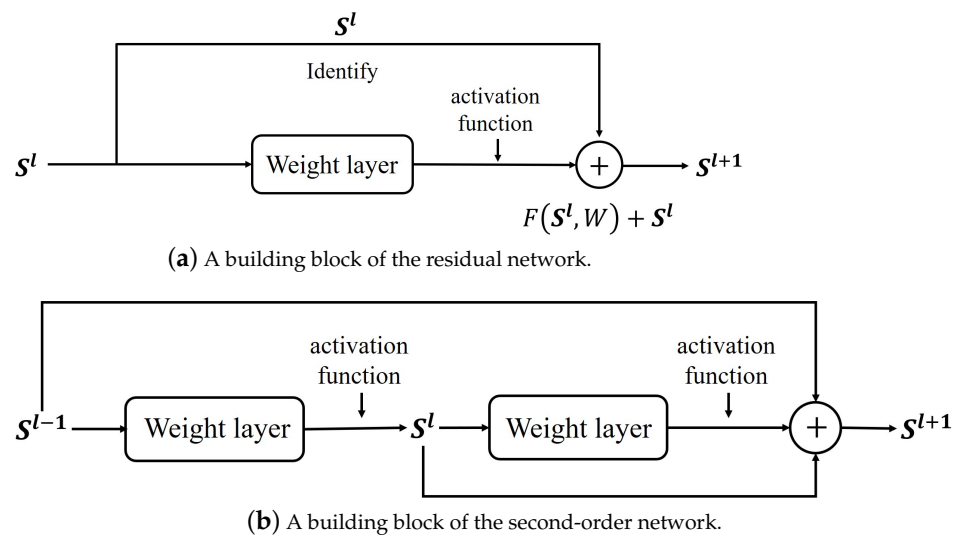 S^l
Identify
activation
function
S^l
Weight layer
+
S^{l+1}
F(S^l, W) + S^l
(a) A building block of the residual network.
activation
function
activation
function
S^{l−1}
Weight layer
S^l
Weight layer
+
S^{l+1}
(b) A building block of the second-order network.